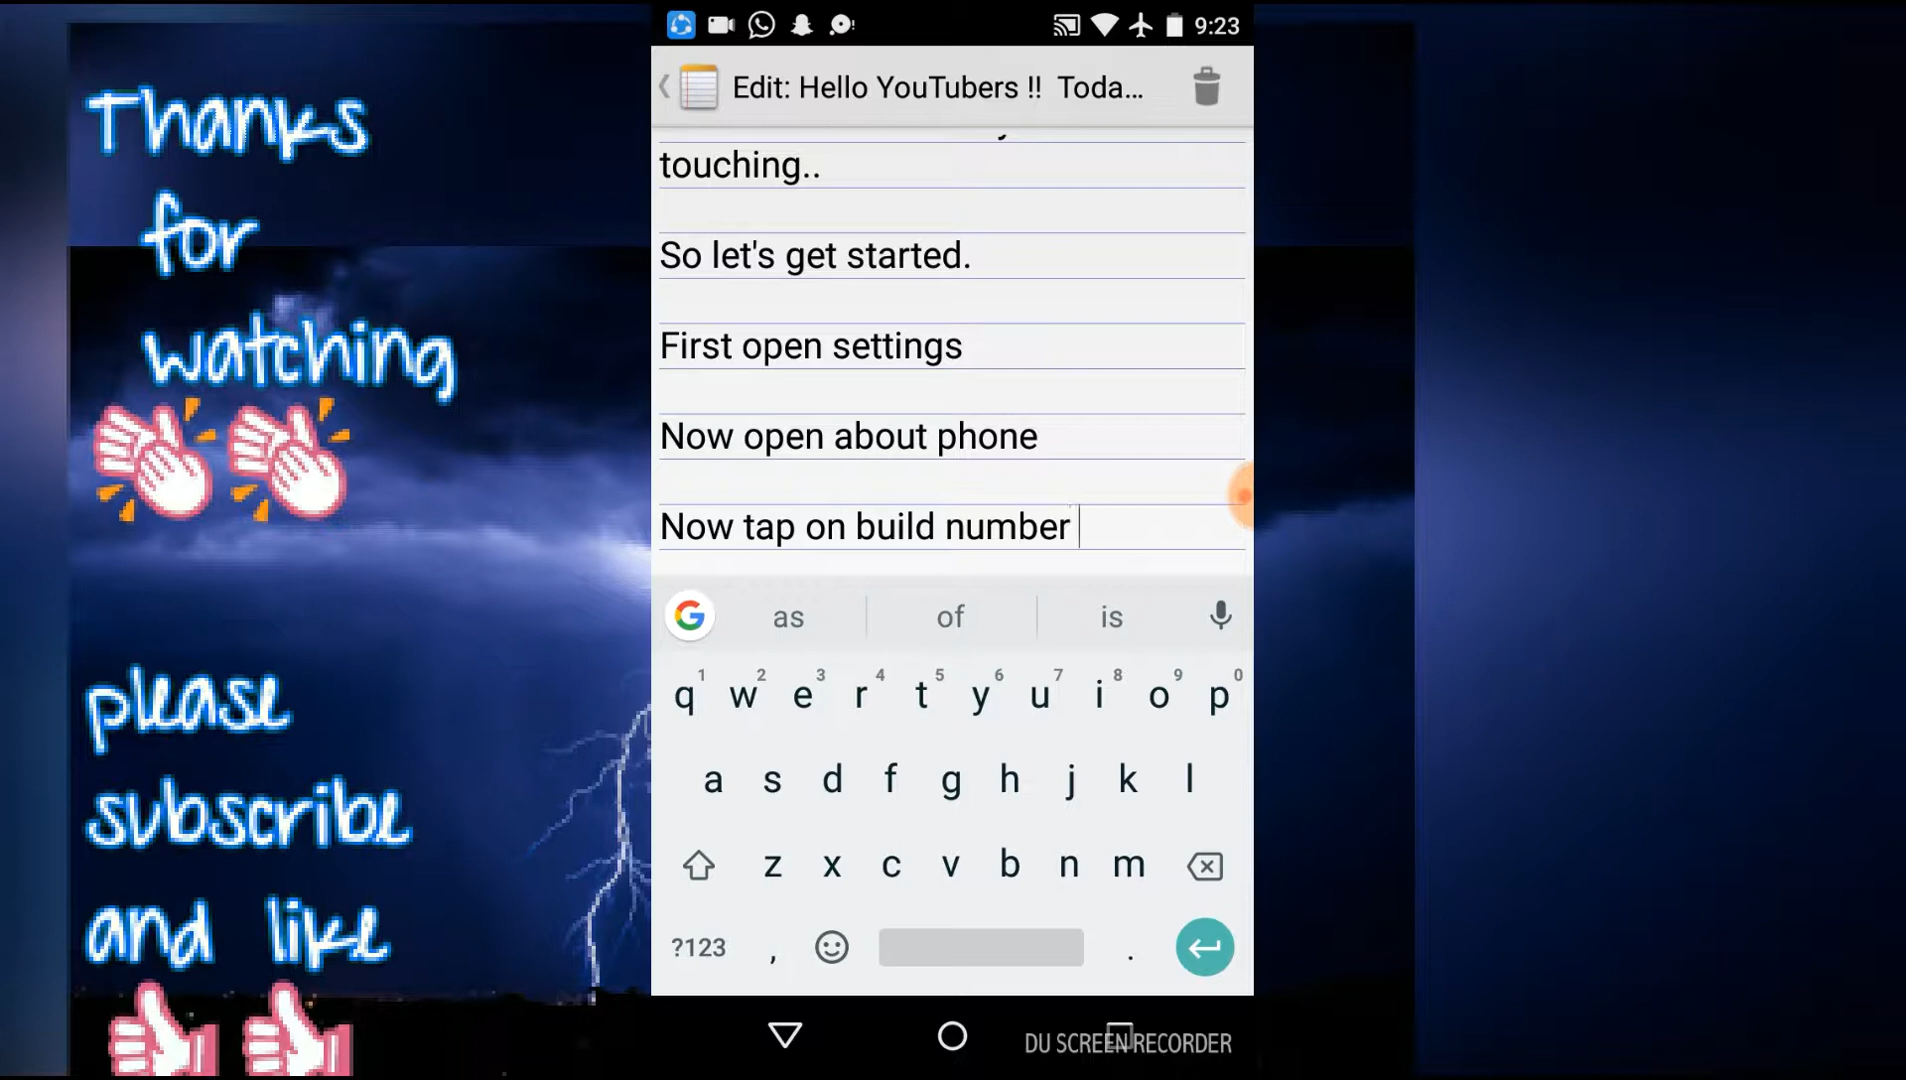 Thanks
for
watching
please
subscribe
and like
9:23
Edit: Hello YouTubers !!  Toda...
touching..
So let's get started.
First open settings
Now open about phone
Now tap on build number
as of is
1 2 3 4 5 6 7 8 9 0
q w e r t y u i o p
a s d f g h j k l
z x c v b n m
?123 , .
DU SCREEN RECORDER